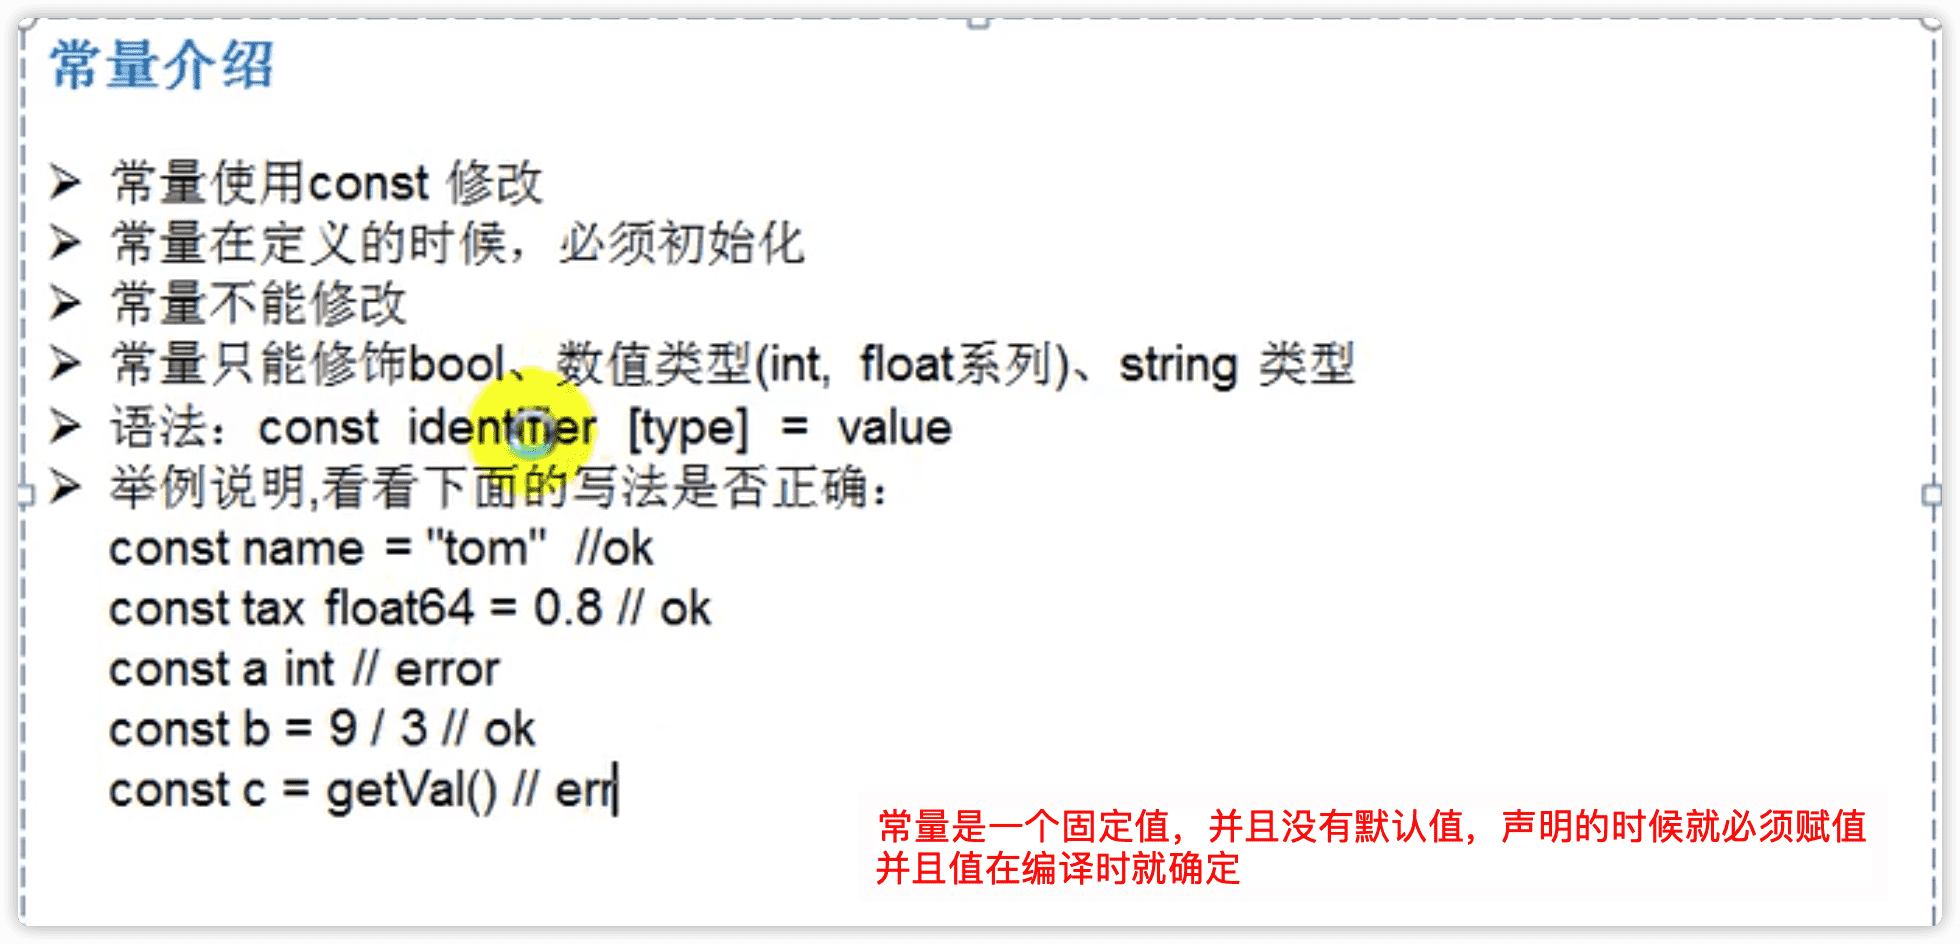 常量介绍
常量使用const 修改
常量在定义的时候，必须初始化
常量不能修改
常量只能修饰bool、数值类型(int, float系列)、string 类型
语法：const identifier [type] = value
举例说明,看看下面的写法是否正确：
const name = "tom" //ok
const tax float64 = 0.8 // ok
const a int // error
const b = 9 / 3 // ok
const c = getVal() // err
常量是一个固定值，并且没有默认值，声明的时候就必须赋值
并且值在编译时就确定